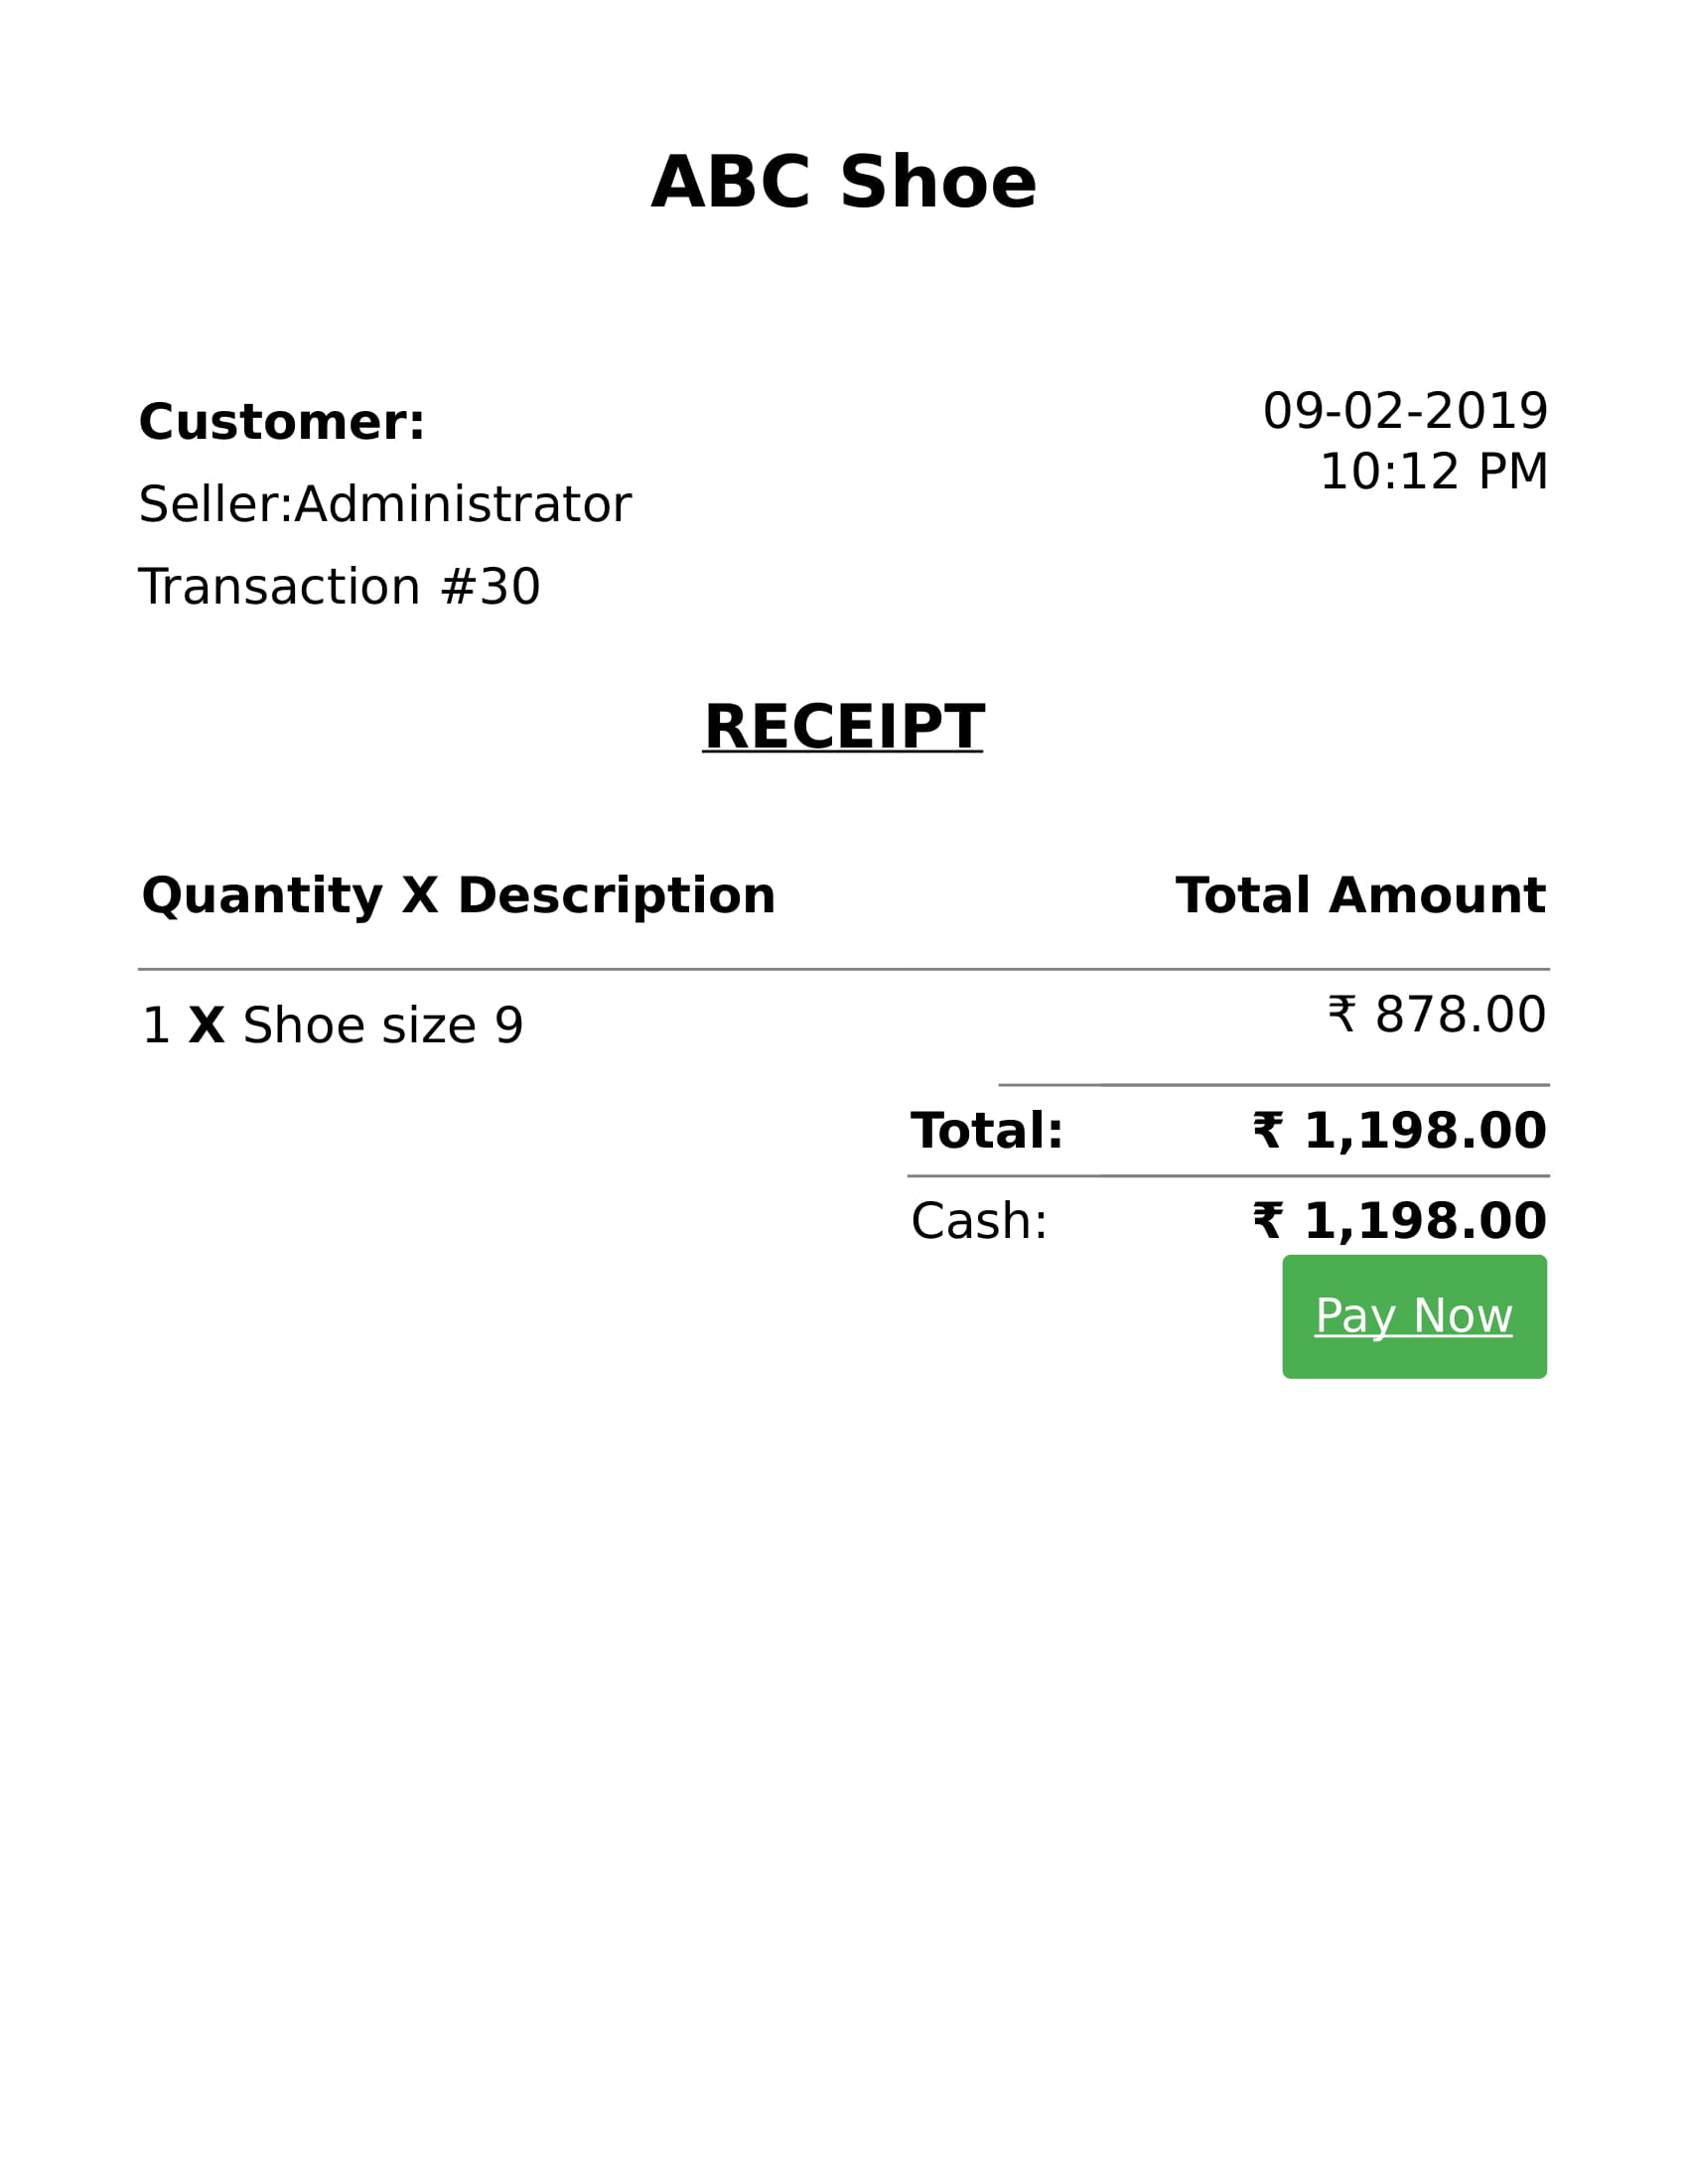 ABC Shoe
Customer:
Seller:Administrator
Transaction #30
09-02-2019
10:12 PM
RECEIPT
Quantity X Description Total Amount
1 X Shoe size 9 ₹ 878.00
Total: ₹ 1,198.00
Cash: ₹ 1,198.00
Pay Now